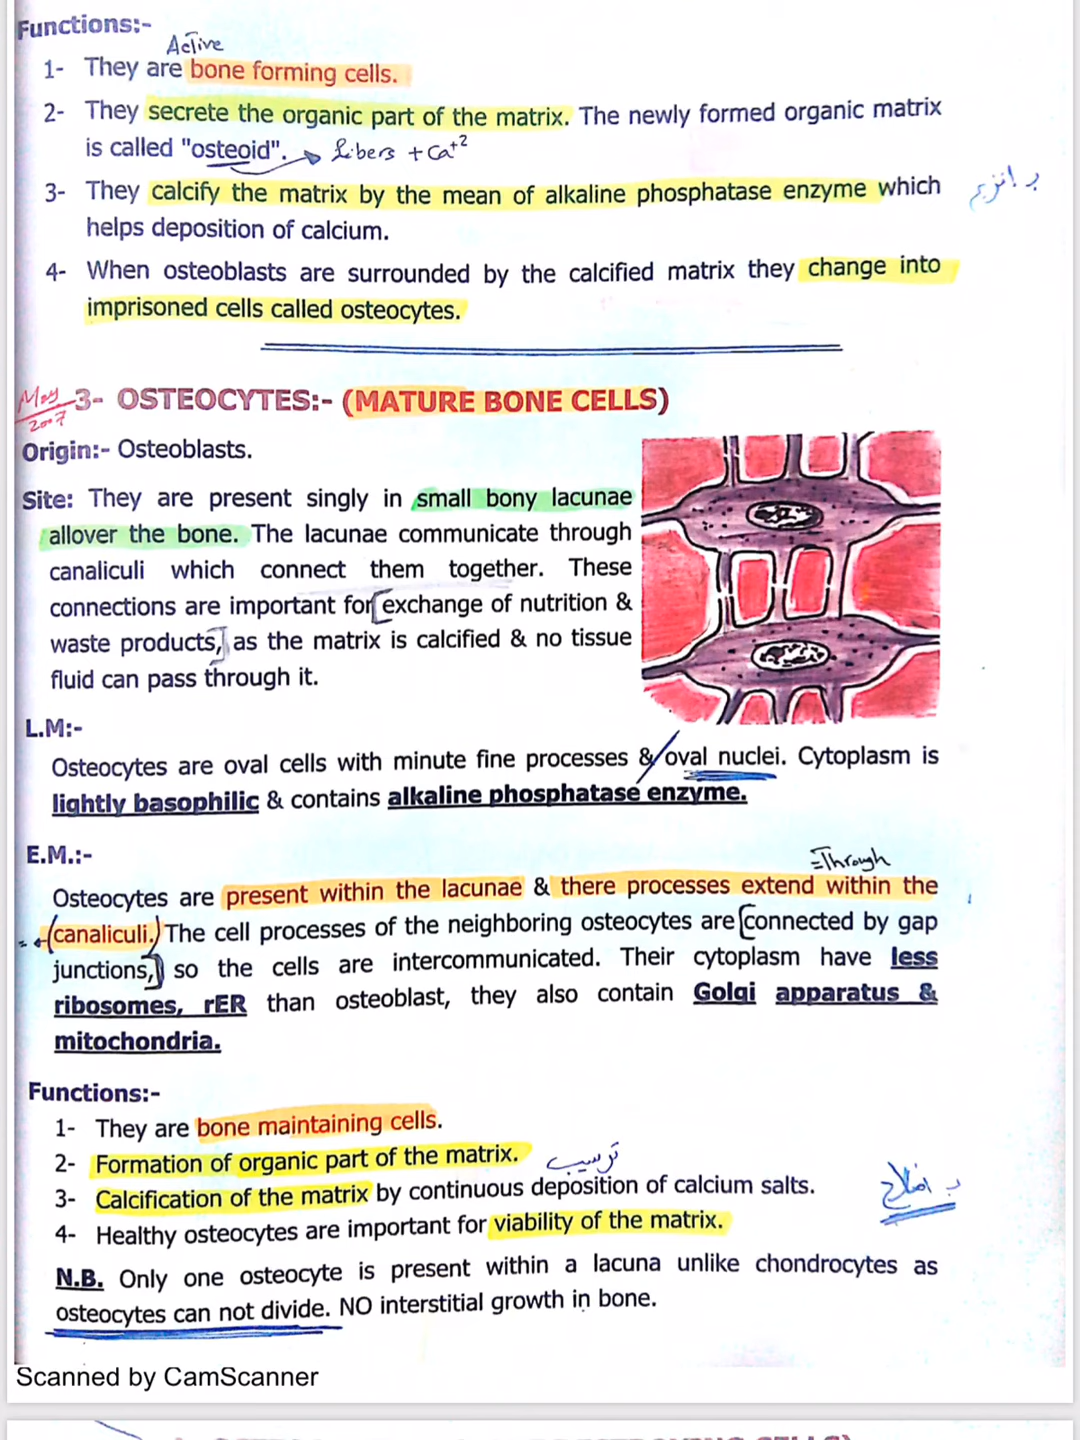 Functions:-
Active
1- They are bone forming cells.
2- They secrete the organic part of the matrix. The newly formed organic matrix
is called "osteoid". fibers + Ca+2
3- They calcify the matrix by the mean of alkaline phosphatase enzyme which
بـ انزيم
helps deposition of calcium.
4- When osteoblasts are surrounded by the calcified matrix they change into
imprisoned cells called osteocytes.
May
2007
3- OSTEOCYTES:- (MATURE BONE CELLS)
Origin:- Osteoblasts.
Site: They are present singly in small bony lacunae
allover the bone. The lacunae communicate through
canaliculi which connect them together. These
connections are important for exchange of nutrition &
waste products, as the matrix is calcified & no tissue
fluid can pass through it.
L.M:-
Osteocytes are oval cells with minute fine processes & oval nuclei. Cytoplasm is
lightly basophilic & contains alkaline phosphatase enzyme.
E.M.:-
=Through
Osteocytes are present within the lacunae & there processes extend within the
canaliculi. The cell processes of the neighboring osteocytes are connected by gap
junctions, so the cells are intercommunicated. Their cytoplasm have less
ribosomes, rER than osteoblast, they also contain Golgi apparatus &
mitochondria.
Functions:-
1- They are bone maintaining cells.
2- Formation of organic part of the matrix.
ترسيب
3- Calcification of the matrix by continuous deposition of calcium salts.
بـ املاح
4- Healthy osteocytes are important for viability of the matrix.
N.B. Only one osteocyte is present within a lacuna unlike chondrocytes as
osteocytes can not divide. NO interstitial growth in bone.
Scanned by CamScanner